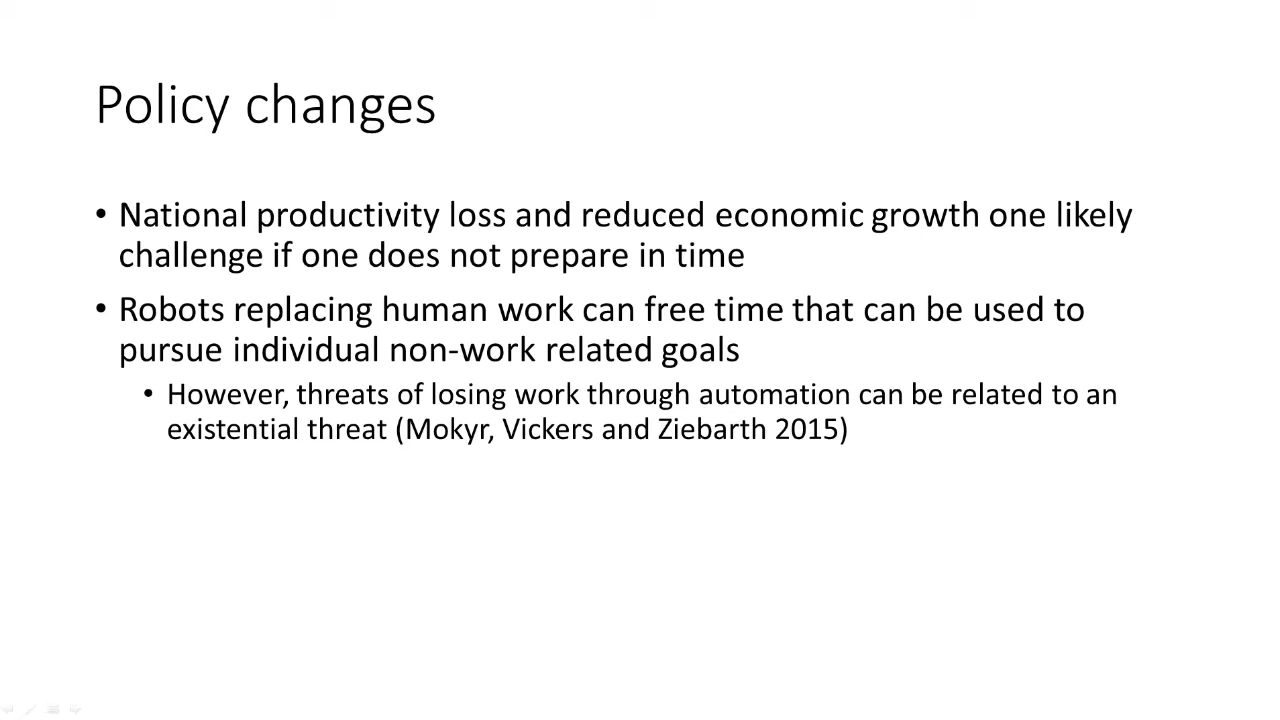 Policy changes
• National productivity loss and reduced economic growth one likely
challenge if one does not prepare in time
• Robots replacing human work can free time that can be used to
pursue individual non-work related goals
• However, threats of losing work through automation can be related to an
existential threat (Mokyr, Vickers and Ziebarth 2015)